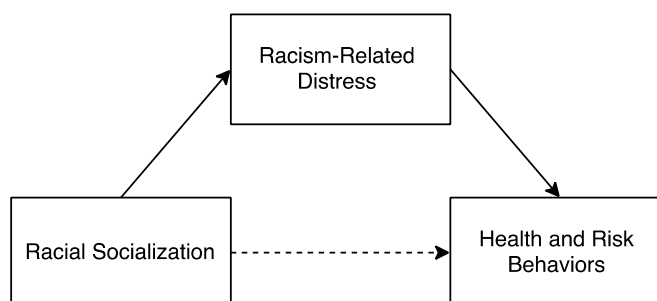 Racism-Related
Distress
Racial Socialization
Health and Risk
Behaviors